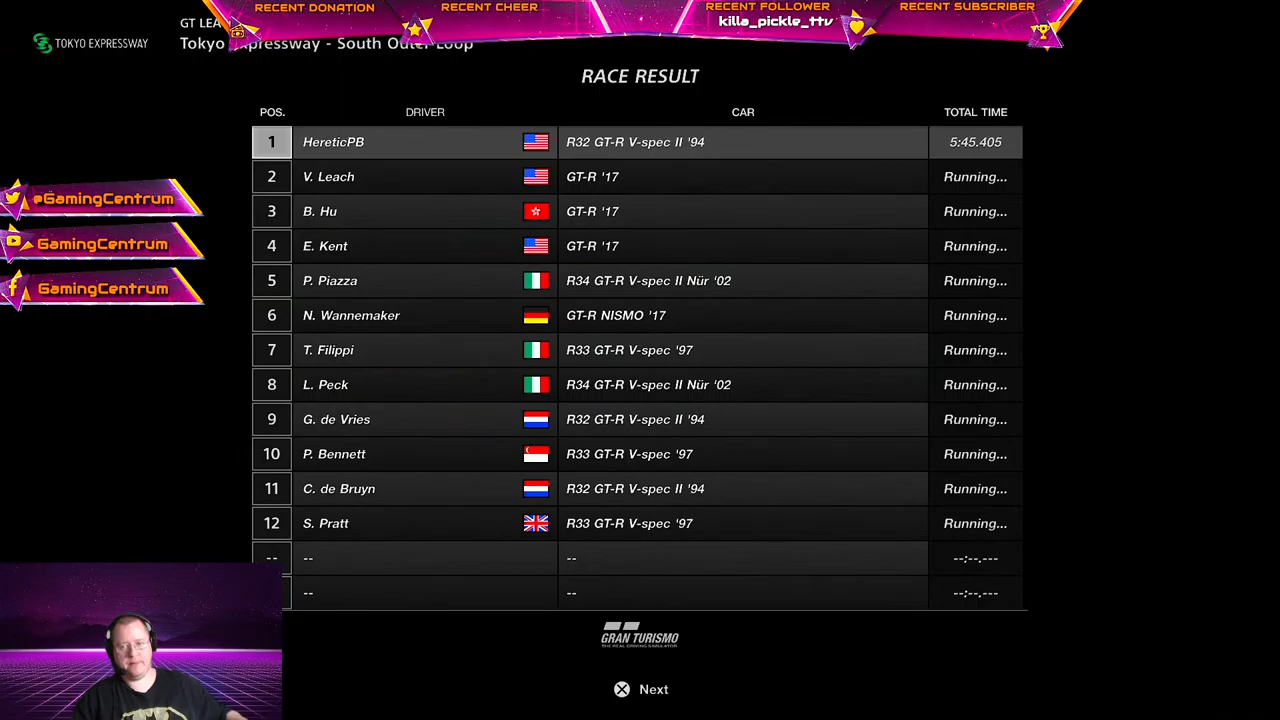 RECENT DONATION
RECENT CHEER
RECENT FOLLOWER
killa_pickle_ttv
RECENT SUBSCRIBER
GT LEA
TOKYO EXPRESSWAY
Tokyo Expressway - South Outer Loop
RACE RESULT
POS. DRIVER CAR TOTAL TIME
1 HereticPB R32 GT-R V-spec II '94 5:45.405
2 V. Leach GT-R '17 Running...
3 B. Hu GT-R '17 Running...
4 E. Kent GT-R '17 Running...
5 P. Piazza R34 GT-R V-spec II Nür '02 Running...
6 N. Wannemaker GT-R NISMO '17 Running...
7 T. Filippi R33 GT-R V-spec '97 Running...
8 L. Peck R34 GT-R V-spec II Nür '02 Running...
9 G. de Vries R32 GT-R V-spec II '94 Running...
10 P. Bennett R33 GT-R V-spec '97 Running...
11 C. de Bruyn R32 GT-R V-spec II '94 Running...
12 S. Pratt R33 GT-R V-spec '97 Running...
-- -- -- --:--.---
-- -- --:--.---
@GamingCentrum
GamingCentrum
GamingCentrum
GRAN TURISMO
THE REAL DRIVING SIMULATOR
Next